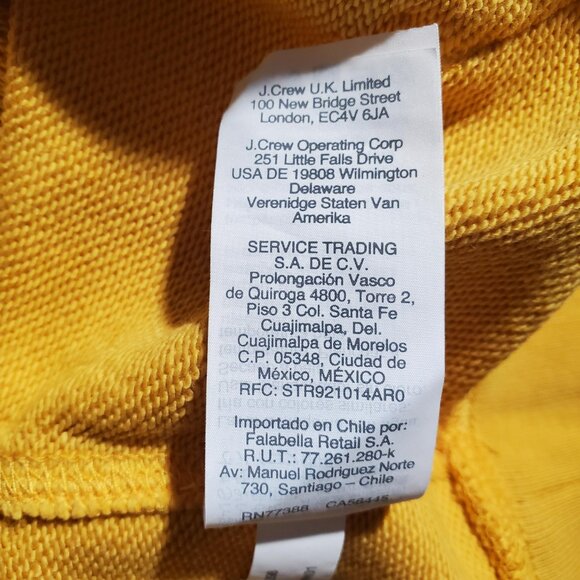 J.Crew U.K. Limited
100 New Bridge Street
London, EC4V 6JA
J.Crew Operating Corp
251 Little Falls Drive
USA DE 19808 Wilmington
Delaware
Verenidge Staten Van
Amerika
SERVICE TRADING
S.A. DE C.V.
Prolongación Vasco
de Quiroga 4800, Torre 2,
Piso 3 Col. Santa Fe
Cuajimalpa, Del.
Cuajimalpa de Morelos
C.P. 05348, Ciudad de
México, MÉXICO
RFC: STR921014AR0
Importado en Chile por:
Falabella Retail S.A.
R.U.T.: 77.261.280-k
Av: Manuel Rodriguez Norte
730, Santiago – Chile
RN77388 CA56445